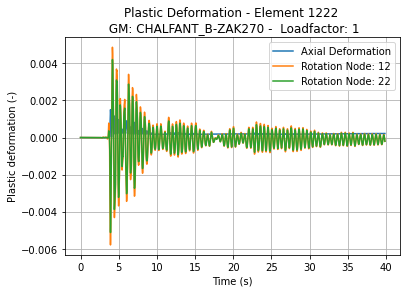 Plastic Deformation - Element 1222
GM: CHALFANT_B-ZAK270 - Loadfactor: 1
Axial Deformation
Rotation Node: 12
Rotation Node: 22
Plastic deformation (-)
0.004
0.002
0.000
−0.002
−0.004
−0.006
0
5
10
15
20
25
30
35
40
Time (s)